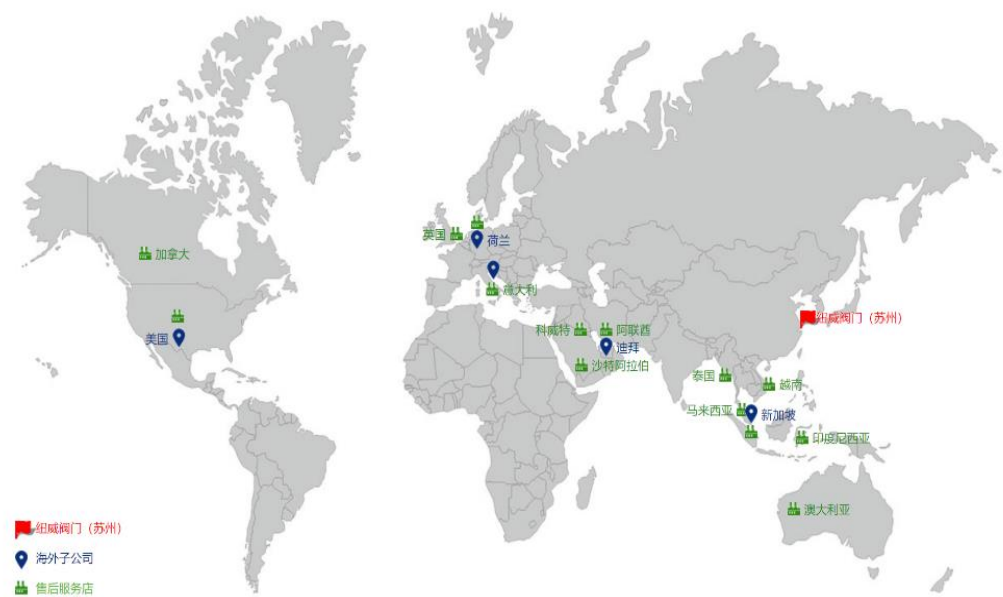 英国
荷兰
加拿大
意大利
美国
科威特
阿联酋
迪拜
沙特阿拉伯
纽威阀门（苏州）
泰国
越南
马来西亚
新加坡
印度尼西亚
澳大利亚
纽威阀门（苏州）
海外子公司
售后服务店